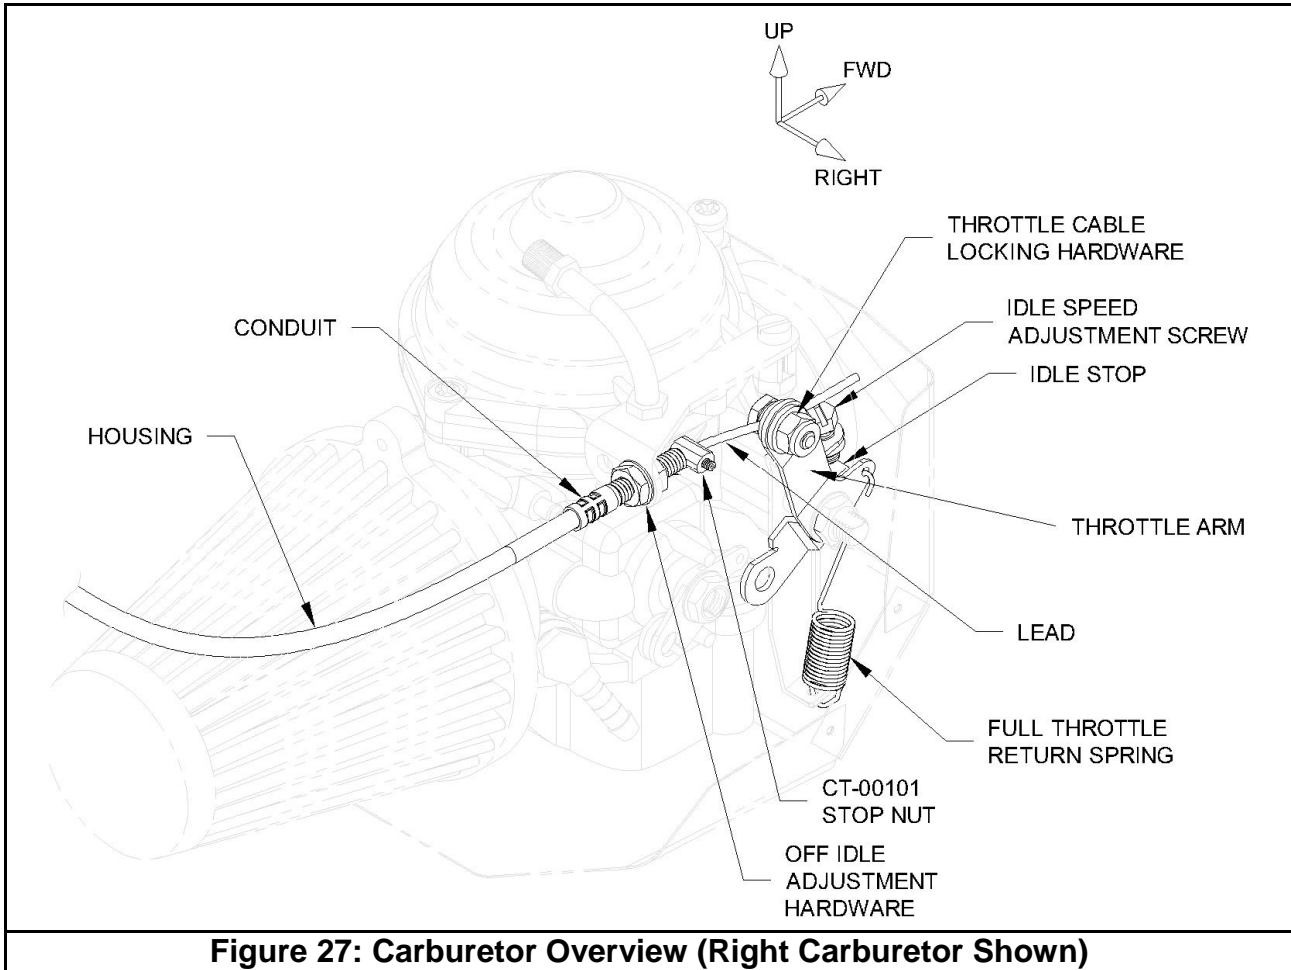 UP
FWD
RIGHT
THROTTLE CABLE
LOCKING HARDWARE
IDLE SPEED
ADJUSTMENT SCREW
IDLE STOP
CONDUIT
HOUSING
THROTTLE ARM
LEAD
FULL THROTTLE
RETURN SPRING
CT-00101
STOP NUT
OFF IDLE
ADJUSTMENT
HARDWARE
Figure 27: Carburetor Overview (Right Carburetor Shown)